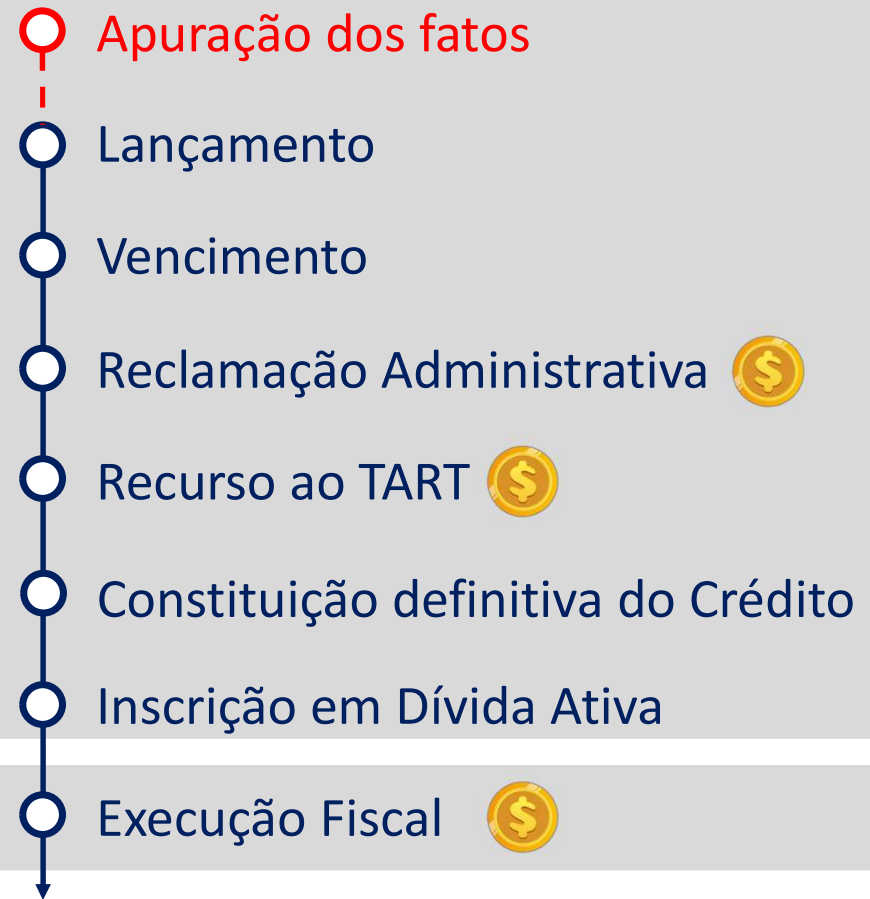 Apuração dos fatos
Lançamento
Vencimento
Reclamação Administrativa $
Recurso ao TART $
Constituição definitiva do Crédito
Inscrição em Dívida Ativa
Execução Fiscal $